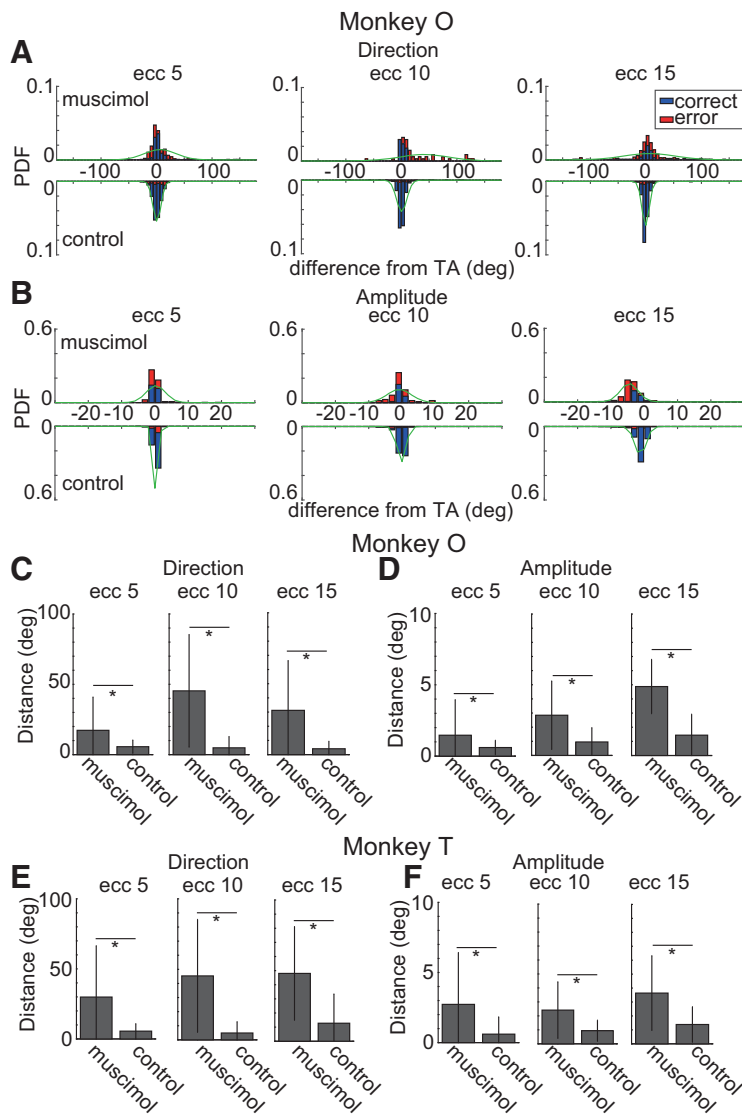 Monkey O
A
Direction
ecc 5
ecc 10
ecc 15
0.1
0.1
0.1
muscimol
correct
error
PDF
0
0
0
-100 0 100
-100 0 100
-100 0 100
control
0.1
0.1
0.1
difference from TA (deg)
B
Amplitude
ecc 5
ecc 10
ecc 15
0.6
0.6
0.6
muscimol
PDF
0
0
0
-20 -10 0 10 20
-20 -10 0 10 20
-20 -10 0 10 20
0
0
0
control
0.6
0.6
0.6
difference from TA (deg)
Monkey O
C
Direction
ecc 5
ecc 10
ecc 15
Distance (deg)
100
50
0
*
*
*
muscimol
control
muscimol
control
muscimol
control
D
Amplitude
ecc 5
ecc 10
ecc 15
Distance (deg)
10
5
0
*
*
*
muscimol
control
muscimol
control
muscimol
control
Monkey T
E
Direction
ecc 5
ecc 10
ecc 15
Distance (deg)
100
50
0
*
*
*
muscimol
control
muscimol
control
muscimol
control
F
Amplitude
ecc 5
ecc 10
ecc 15
Distance (deg)
10
5
0
*
*
*
muscimol
control
muscimol
control
muscimol
control